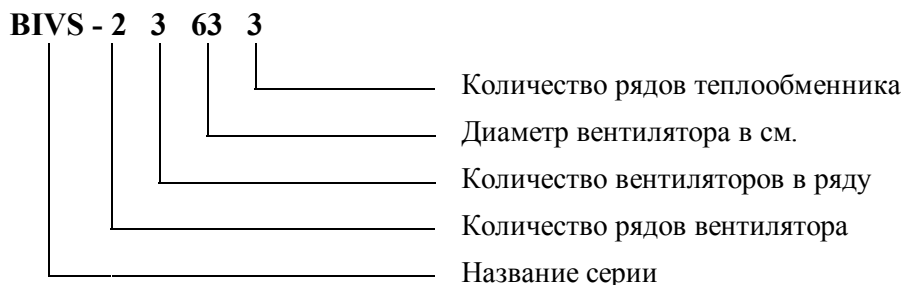 BIVS - 2 3 63 3
Количество рядов теплообменника
Диаметр вентилятора в см.
Количество вентиляторов в ряду
Количество рядов вентилятора
Название серии